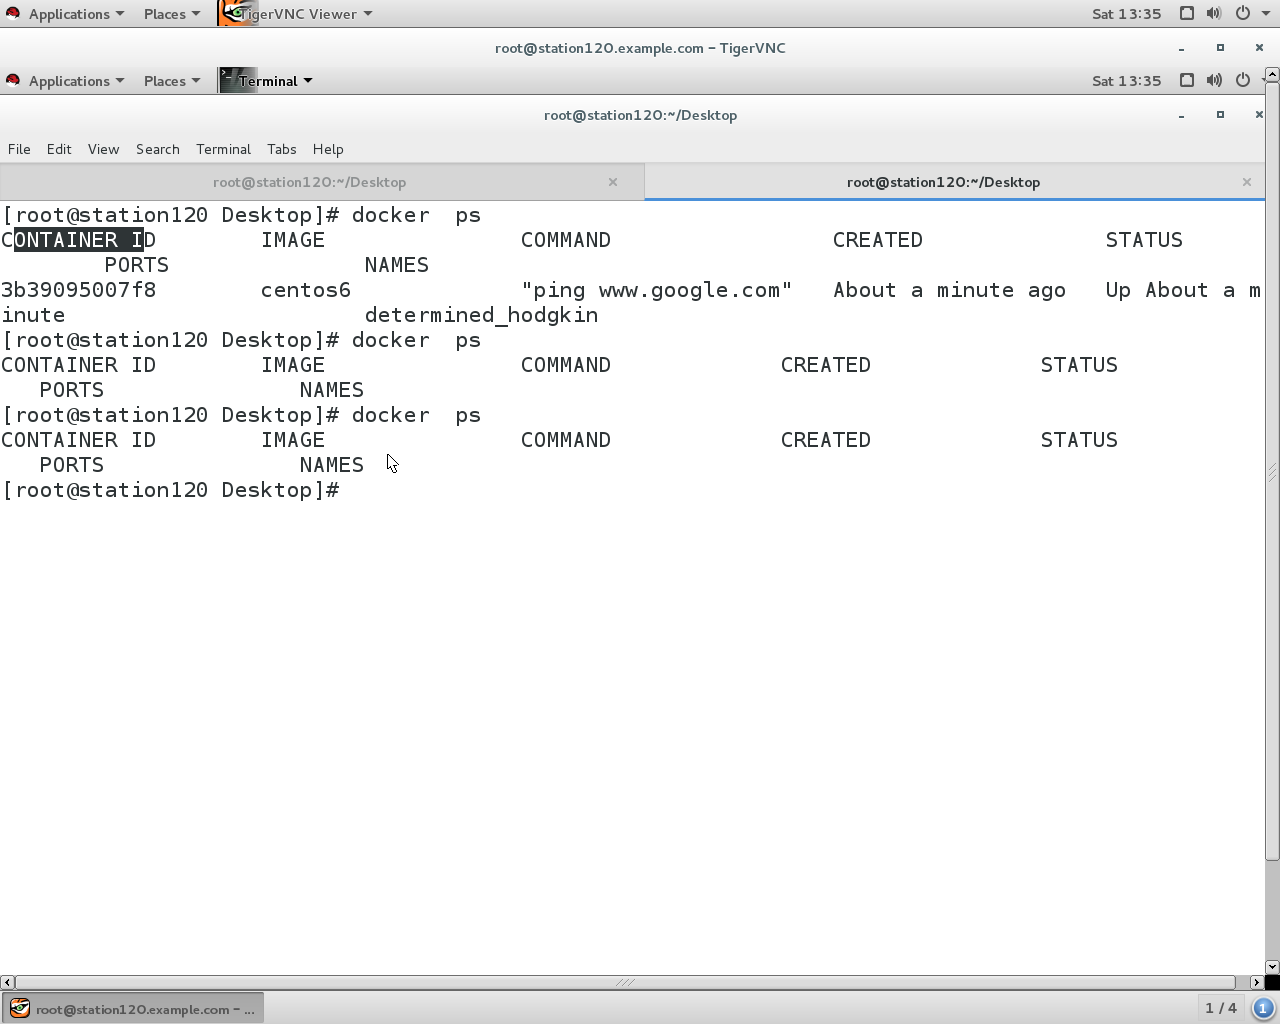 Applications Places TigerVNC Viewer Sat 13:35
root@station120.example.com - TigerVNC
Applications Places Terminal Sat 13:35
root@station120:~/Desktop
File Edit View Search Terminal Tabs Help
root@station120:~/Desktop root@station120:~/Desktop
[root@station120 Desktop]# docker  ps
CONTAINER ID        IMAGE               COMMAND                 CREATED              STATUS
        PORTS               NAMES
3b39095007f8        centos6             "ping www.google.com"   About a minute ago   Up About a m
inute                       determined_hodgkin
[root@station120 Desktop]# docker  ps
CONTAINER ID        IMAGE               COMMAND             CREATED             STATUS
   PORTS               NAMES
[root@station120 Desktop]# docker  ps
CONTAINER ID        IMAGE               COMMAND             CREATED             STATUS
   PORTS               NAMES
[root@station120 Desktop]#
root@station120.example.com - ... 1 / 4 1